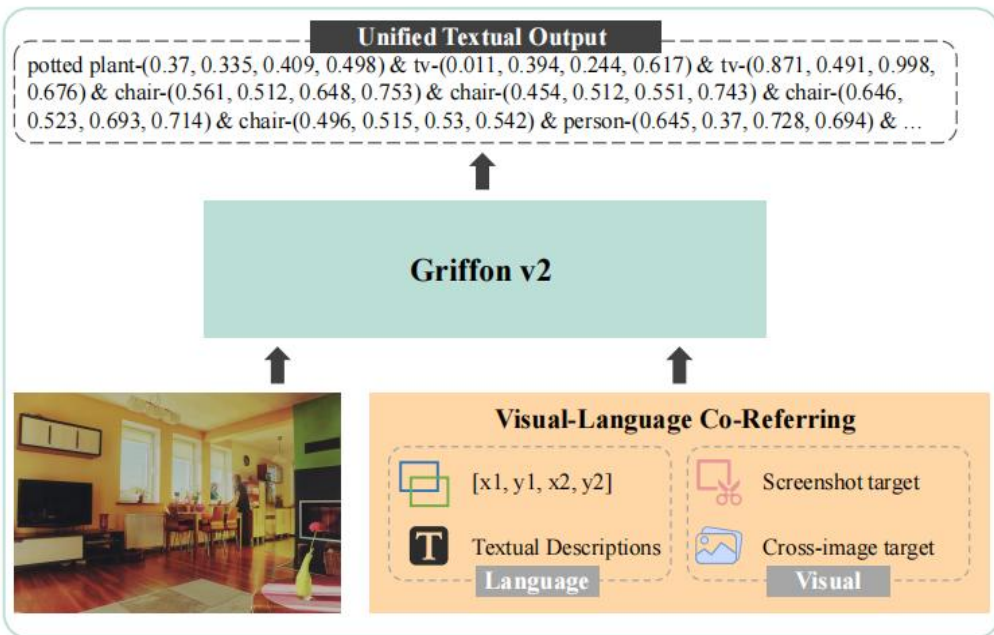 Unified Textual Output
potted plant-(0.37, 0.335, 0.409, 0.498) & tv-(0.011, 0.394, 0.244, 0.617) & tv-(0.871, 0.491, 0.998,
0.676) & chair-(0.561, 0.512, 0.648, 0.753) & chair-(0.454, 0.512, 0.551, 0.743) & chair-(0.646,
0.523, 0.693, 0.714) & chair-(0.496, 0.515, 0.53, 0.542) & person-(0.645, 0.37, 0.728, 0.694) & ...
Griffon v2
Visual-Language Co-Referring
[x1, y1, x2, y2]
T Textual Descriptions
Language
Screenshot target
Cross-image target
Visual